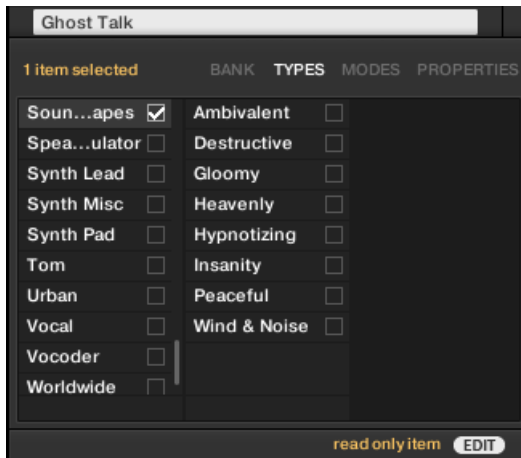 Ghost Talk
1 item selected BANK TYPES MODES PROPERTIES
Soun...apes Ambivalent
Spea...ulator Destructive
Synth Lead Gloomy
Synth Misc Heavenly
Synth Pad Hypnotizing
Tom Insanity
Urban Peaceful
Vocal Wind & Noise
Vocoder
Worldwide
read only item EDIT